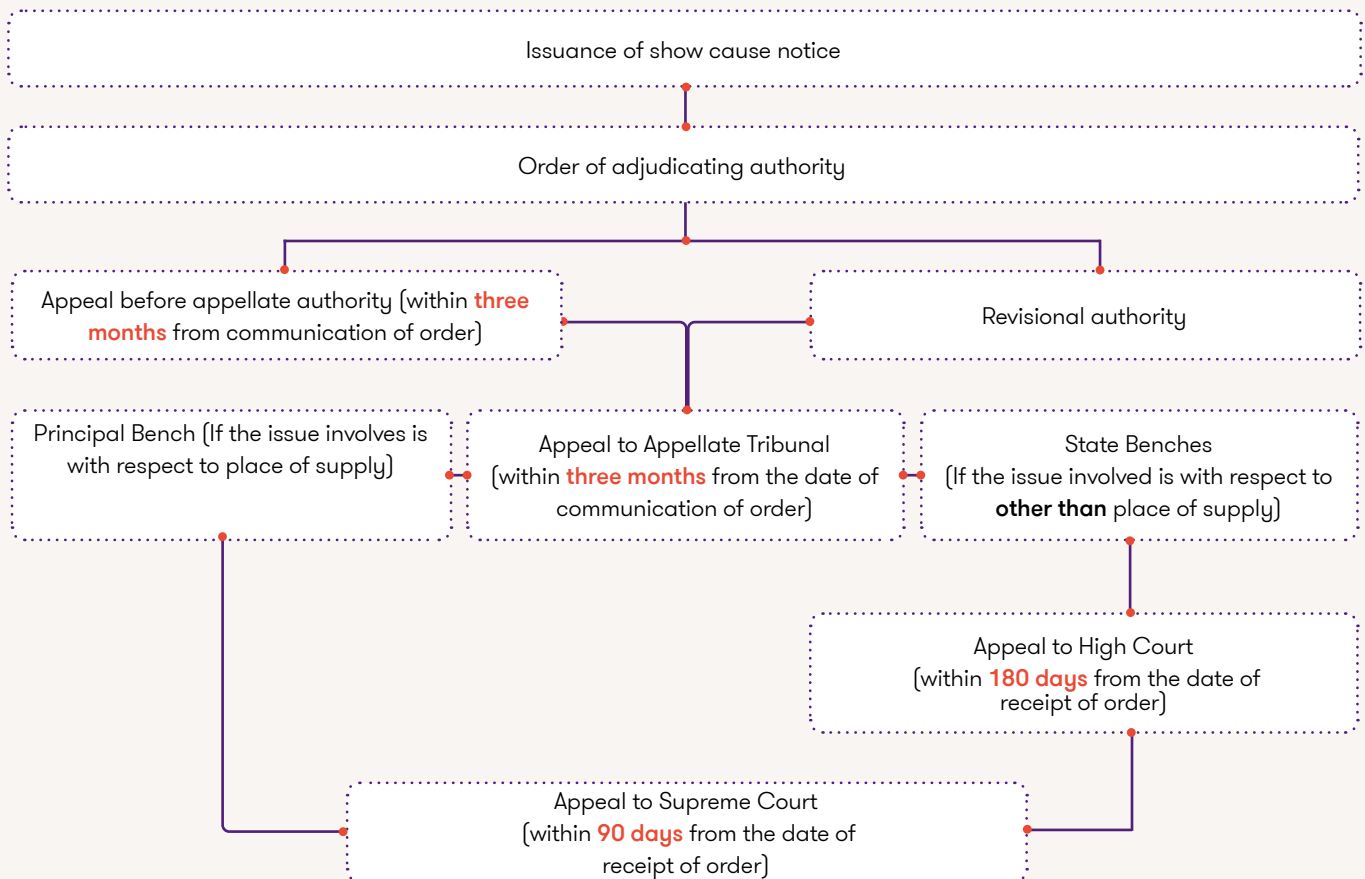 Issuance of show cause notice
Order of adjudicating authority
Appeal before appellate authority (within three
months from communication of order)
Revisional authority
Principal Bench (If the issue involves is
with respect to place of supply)
Appeal to Appellate Tribunal
(within three months from the date of
communication of order)
State Benches
(If the issue involved is with respect to
other than place of supply)
Appeal to High Court
(within 180 days from the date of
receipt of order)
Appeal to Supreme Court
(within 90 days from the date of
receipt of order)